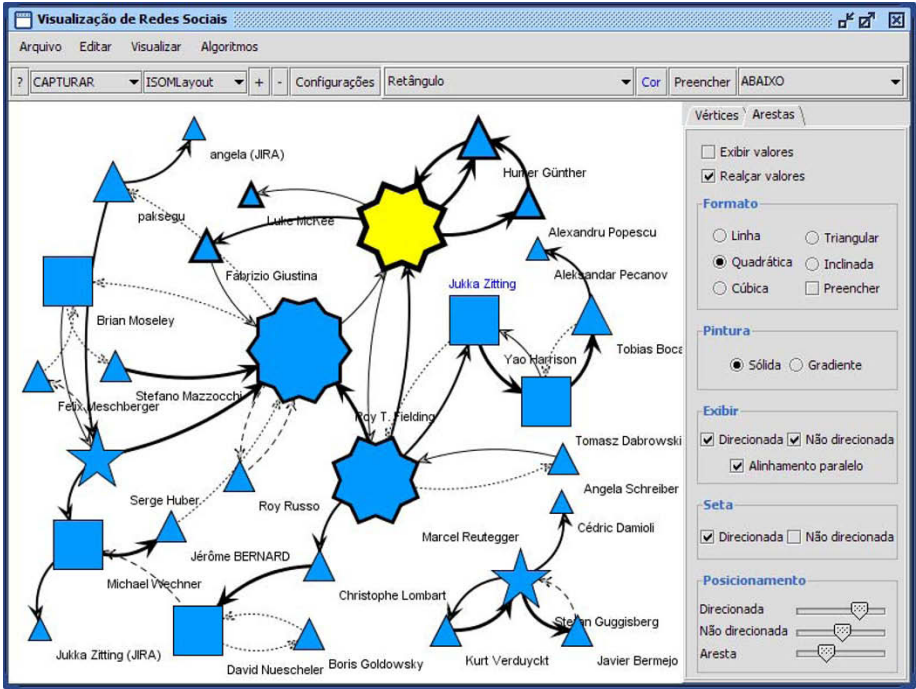 Visualização de Redes Sociais
Arquivo Editar Visualizar Algoritmos
? CAPTURAR ISOMLayout + - Configurações Retângulo Cor Preencher ABAIXO
angela (JIRA)
Humer Günther
paksegu
Luke McKee
Alexandru Popescu
Fabrizio Giustina
Aleksandar Pecanov
Jukka Zitting
Brian Moseley
Yao Harrison
Tobias Boca
Stefano Mazzocchi
Felix Meschberger
Roy T. Fielding
Tomasz Dabrowski
Serge Huber
Roy Russo
Angela Schreiber
Cédric Damioli
Marcel Reutegger
Jérôme BERNARD
Michael Wechner
Christophe Lombart
Stefan Guggisberg
Jukka Zitting (JIRA)
David Nuescheler
Boris Goldowsky
Kurt Verduyckt
Javier Bermejo
Vértices Arestas
Exibir valores
Realçar valores
Formato
Linha Triangular
Quadrática Inclinada
Cúbica Preencher
Pintura
Sólida Gradiente
Exibir
Direcionada Não direcionada
Alinhamento paralelo
Seta
Direcionada Não direcionada
Posicionamento
Direcionada
Não direcionada
Aresta